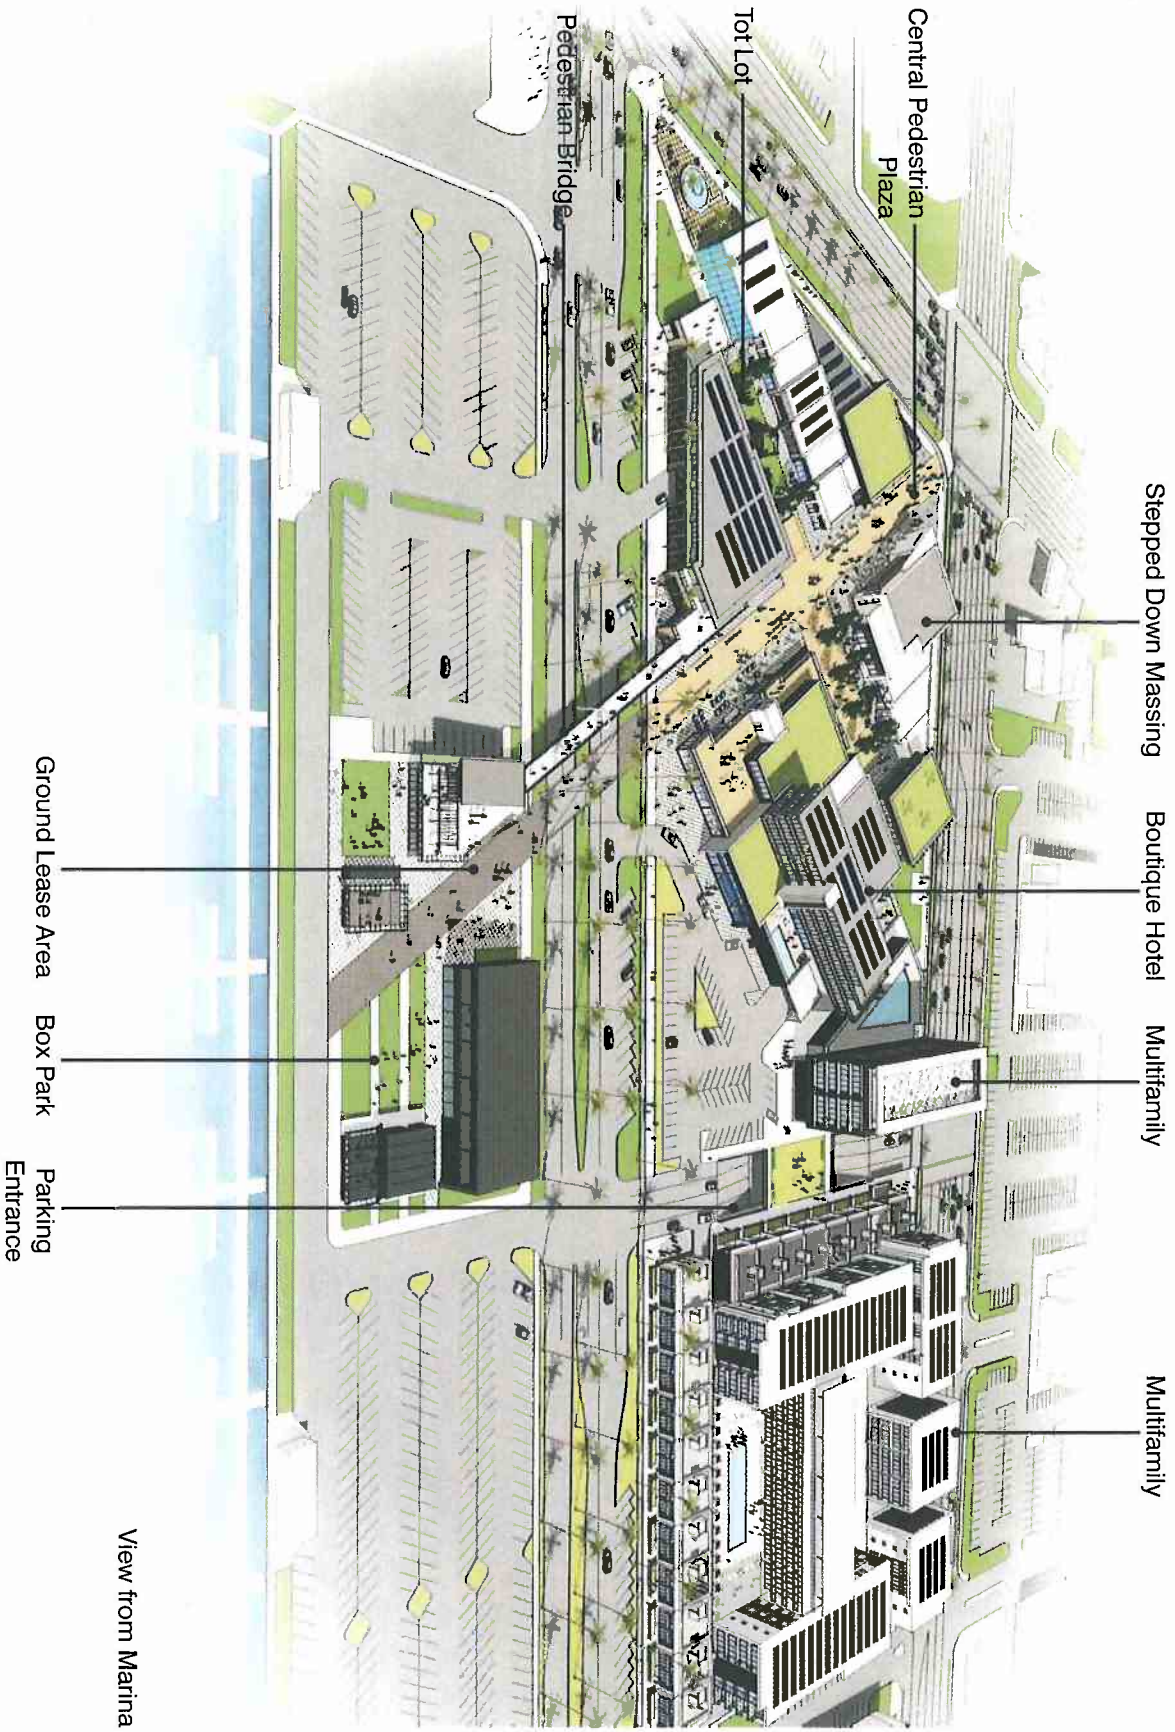 Stepped Down Massing
Boutique Hotel
Multifamily
Multifamily
Central Pedestrian
Plaza
Tot Lot
Pedestrian Bridge
Ground Lease Area
Box Park
Parking
Entrance
View from Marina